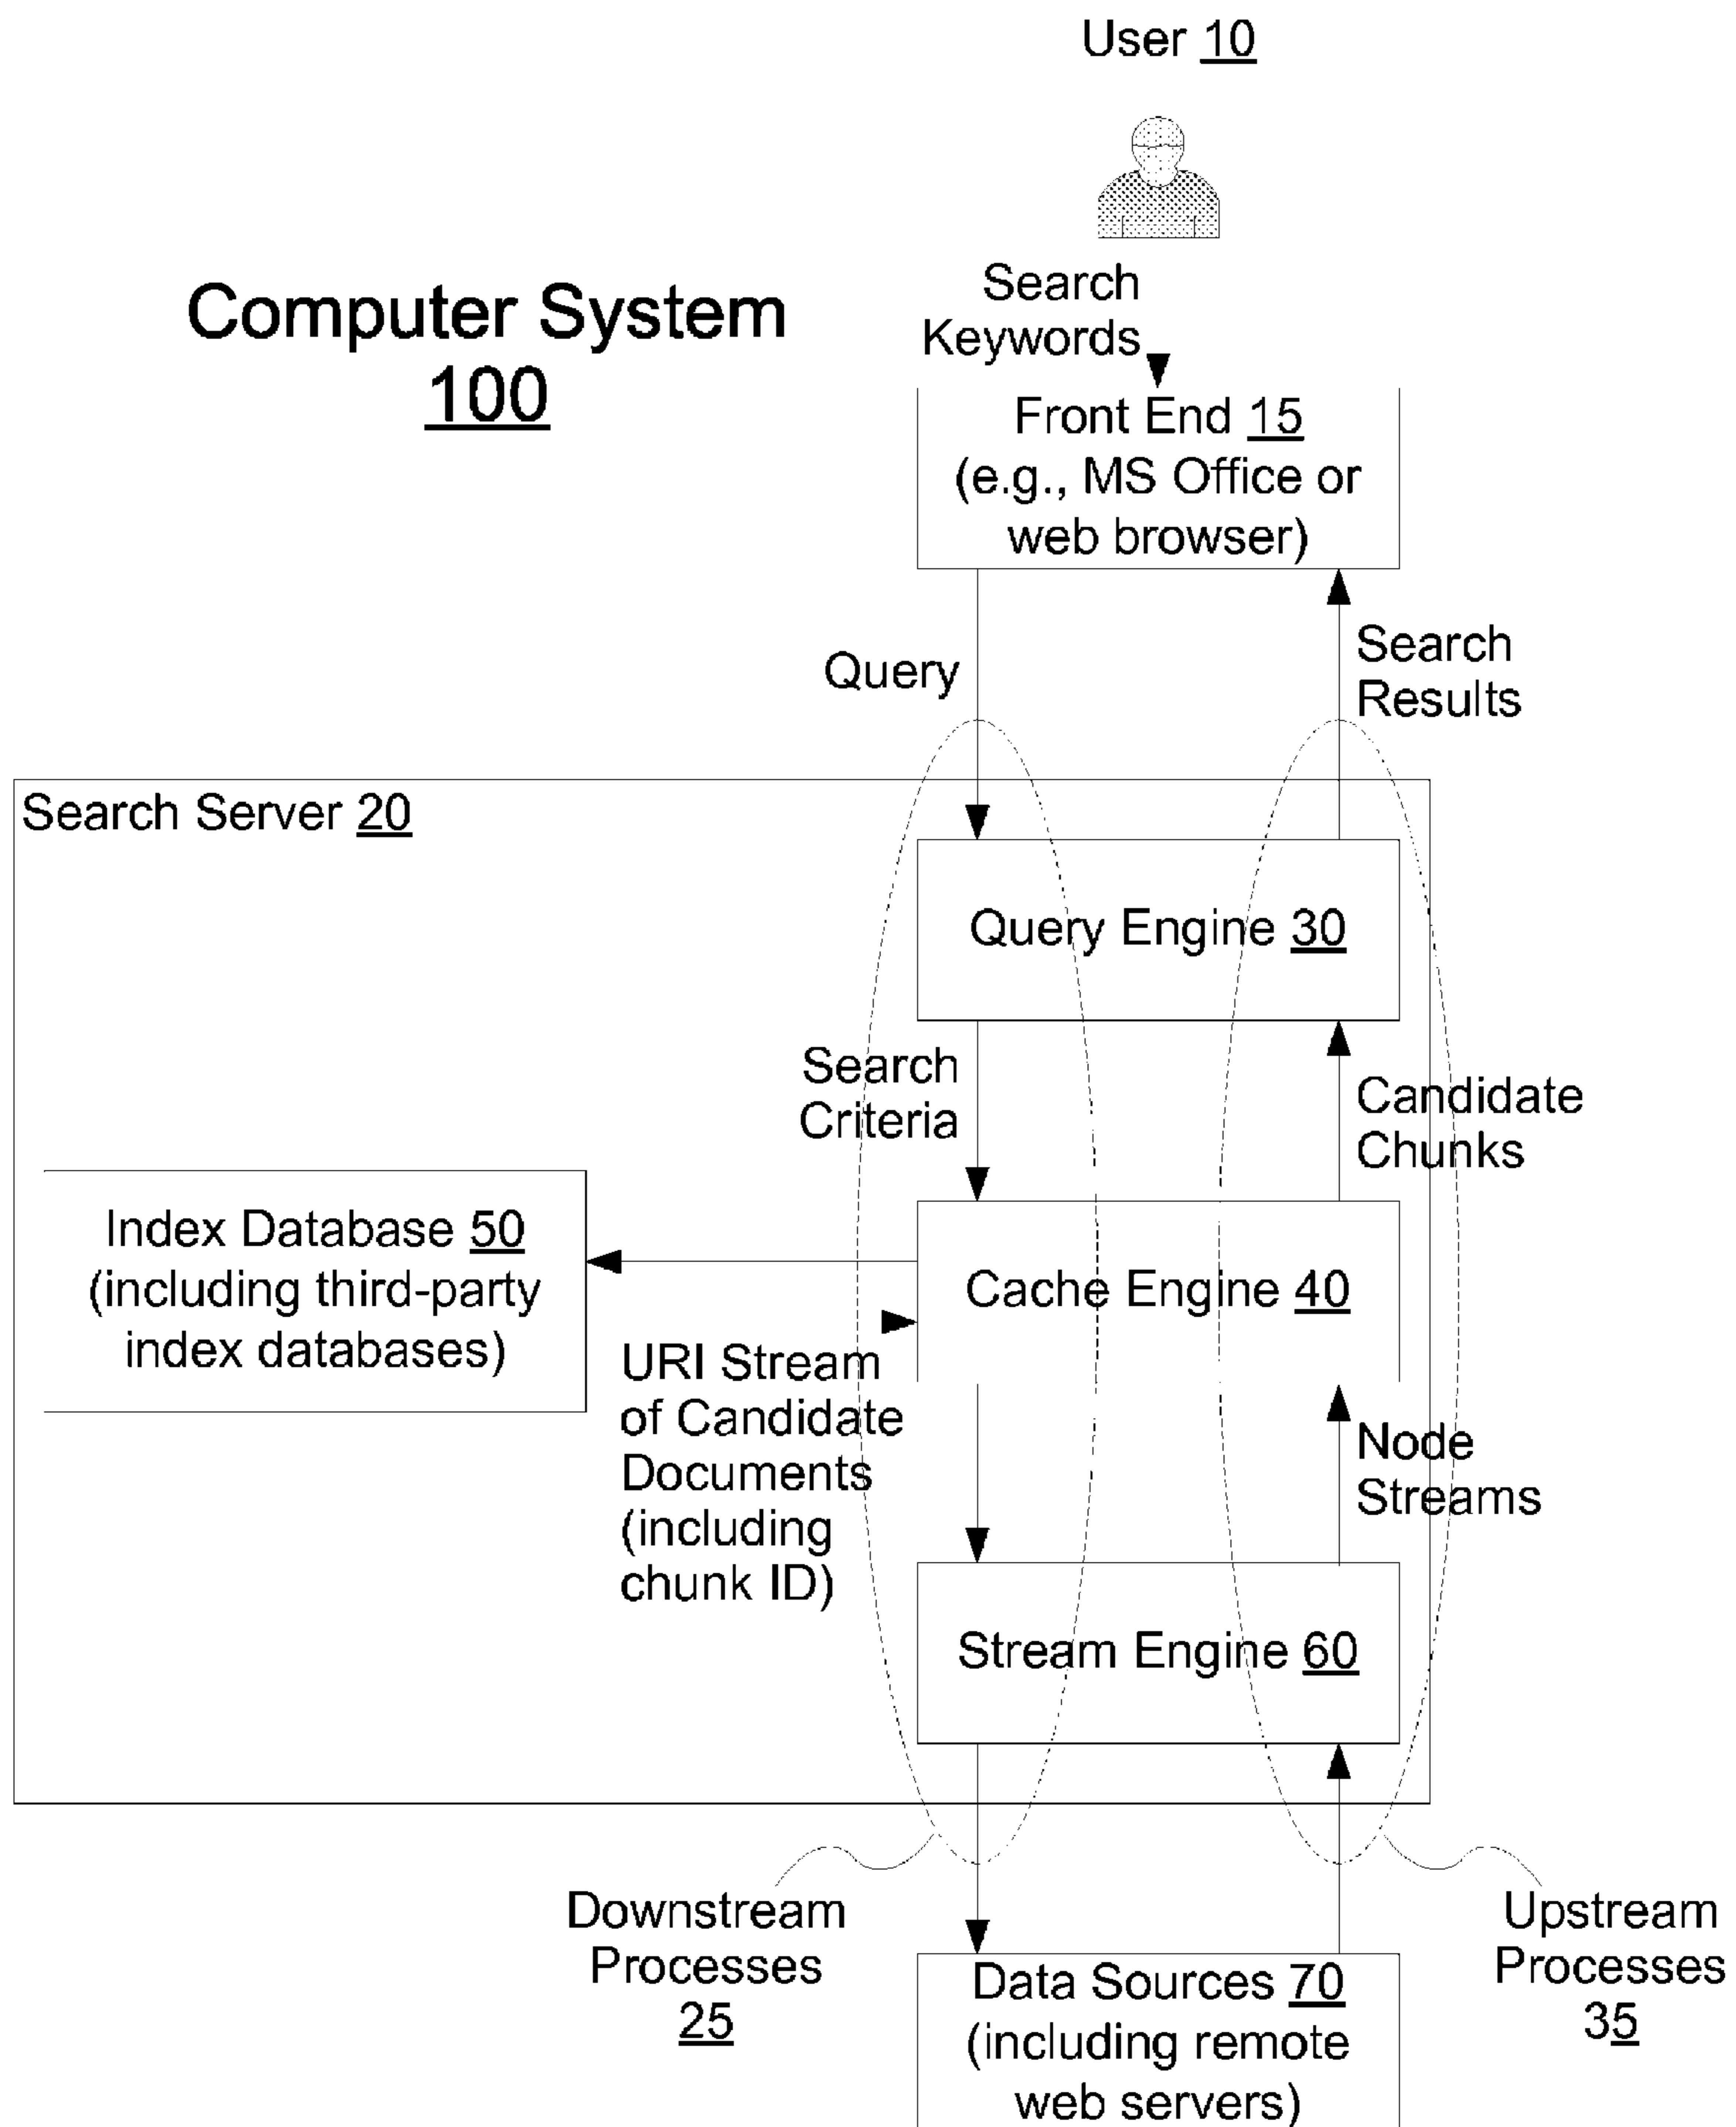 User 10
Computer System
100
Search
Keywords
Front End 15
(e.g., MS Office or
web browser)
Query
Search
Results
Search Server 20
Query Engine 30
Search
Criteria
Candidate
Chunks
Index Database 50
(including third-party
index databases)
Cache Engine 40
URI Stream
of Candidate
Documents
(including
chunk ID)
Node
Streams
Stream Engine 60
Downstream
Processes
25
Upstream
Processes
35
Data Sources 70
(including remote
web servers)